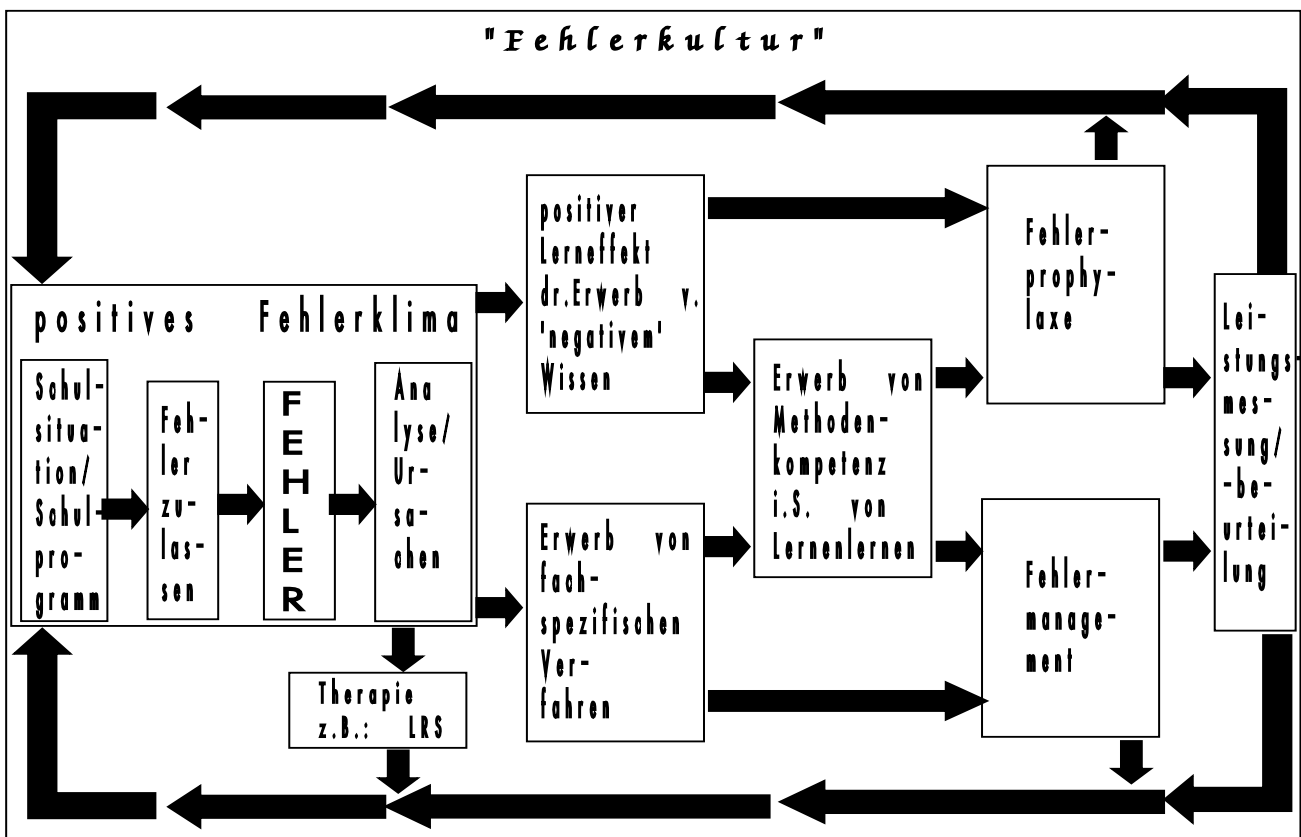 "Fehlerkultur"
positives Fehlerklima
Schul-
situa-
tion/
Schul-
pro-
gramm
Feh-
ler
zu-
las-
sen
F
E
H
L
E
R
Ana
lyse/
Ur-
sa-
chen
Therapie
z.B.: LRS
positiver
Lerneffekt
dr.Erwerb v.
'negativem'
Wissen
Erwerb von
fach-
spezifischen
Ver-
fahren
Erwerb von
Methoden-
kompetenz
i.S. von
Lernenlernen
Fehler-
prophy-
laxe
Fehler-
manage-
ment
Lei-
stungs-
mes-
sung/
-be-
urtei-
lung